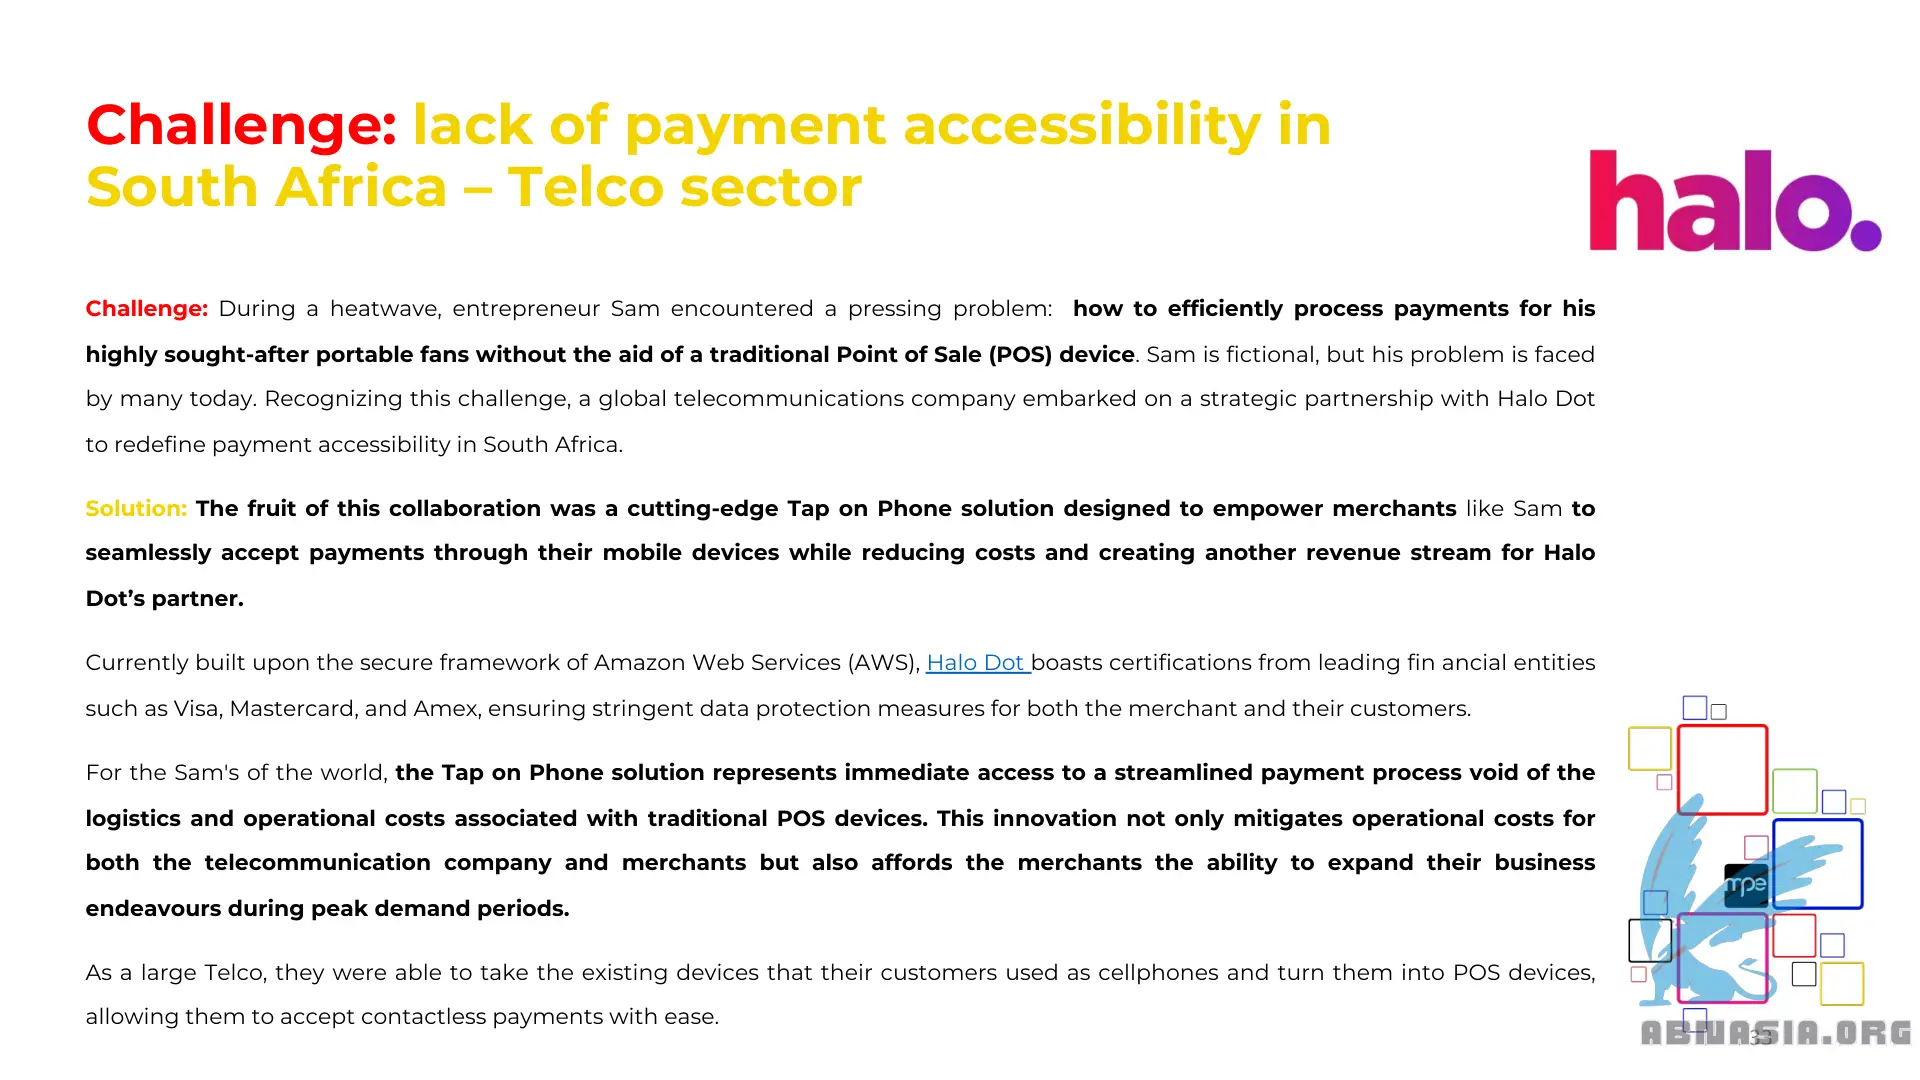 Challenge: lack of payment accessibility in
South Africa – Telco sector
halo.
Challenge: During a heatwave, entrepreneur Sam encountered a pressing problem: how to efficiently process payments for his
highly sought-after portable fans without the aid of a traditional Point of Sale (POS) device. Sam is fictional, but his problem is faced
by many today. Recognizing this challenge, a global telecommunications company embarked on a strategic partnership with Halo Dot
to redefine payment accessibility in South Africa.
Solution: The fruit of this collaboration was a cutting-edge Tap on Phone solution designed to empower merchants like Sam to
seamlessly accept payments through their mobile devices while reducing costs and creating another revenue stream for Halo
Dot’s partner.
Currently built upon the secure framework of Amazon Web Services (AWS), Halo Dot boasts certifications from leading fin ancial entities
such as Visa, Mastercard, and Amex, ensuring stringent data protection measures for both the merchant and their customers.
For the Sam's of the world, the Tap on Phone solution represents immediate access to a streamlined payment process void of the
logistics and operational costs associated with traditional POS devices. This innovation not only mitigates operational costs for
both the telecommunication company and merchants but also affords the merchants the ability to expand their business
endeavours during peak demand periods.
As a large Telco, they were able to take the existing devices that their customers used as cellphones and turn them into POS devices,
allowing them to accept contactless payments with ease.
mpe
33